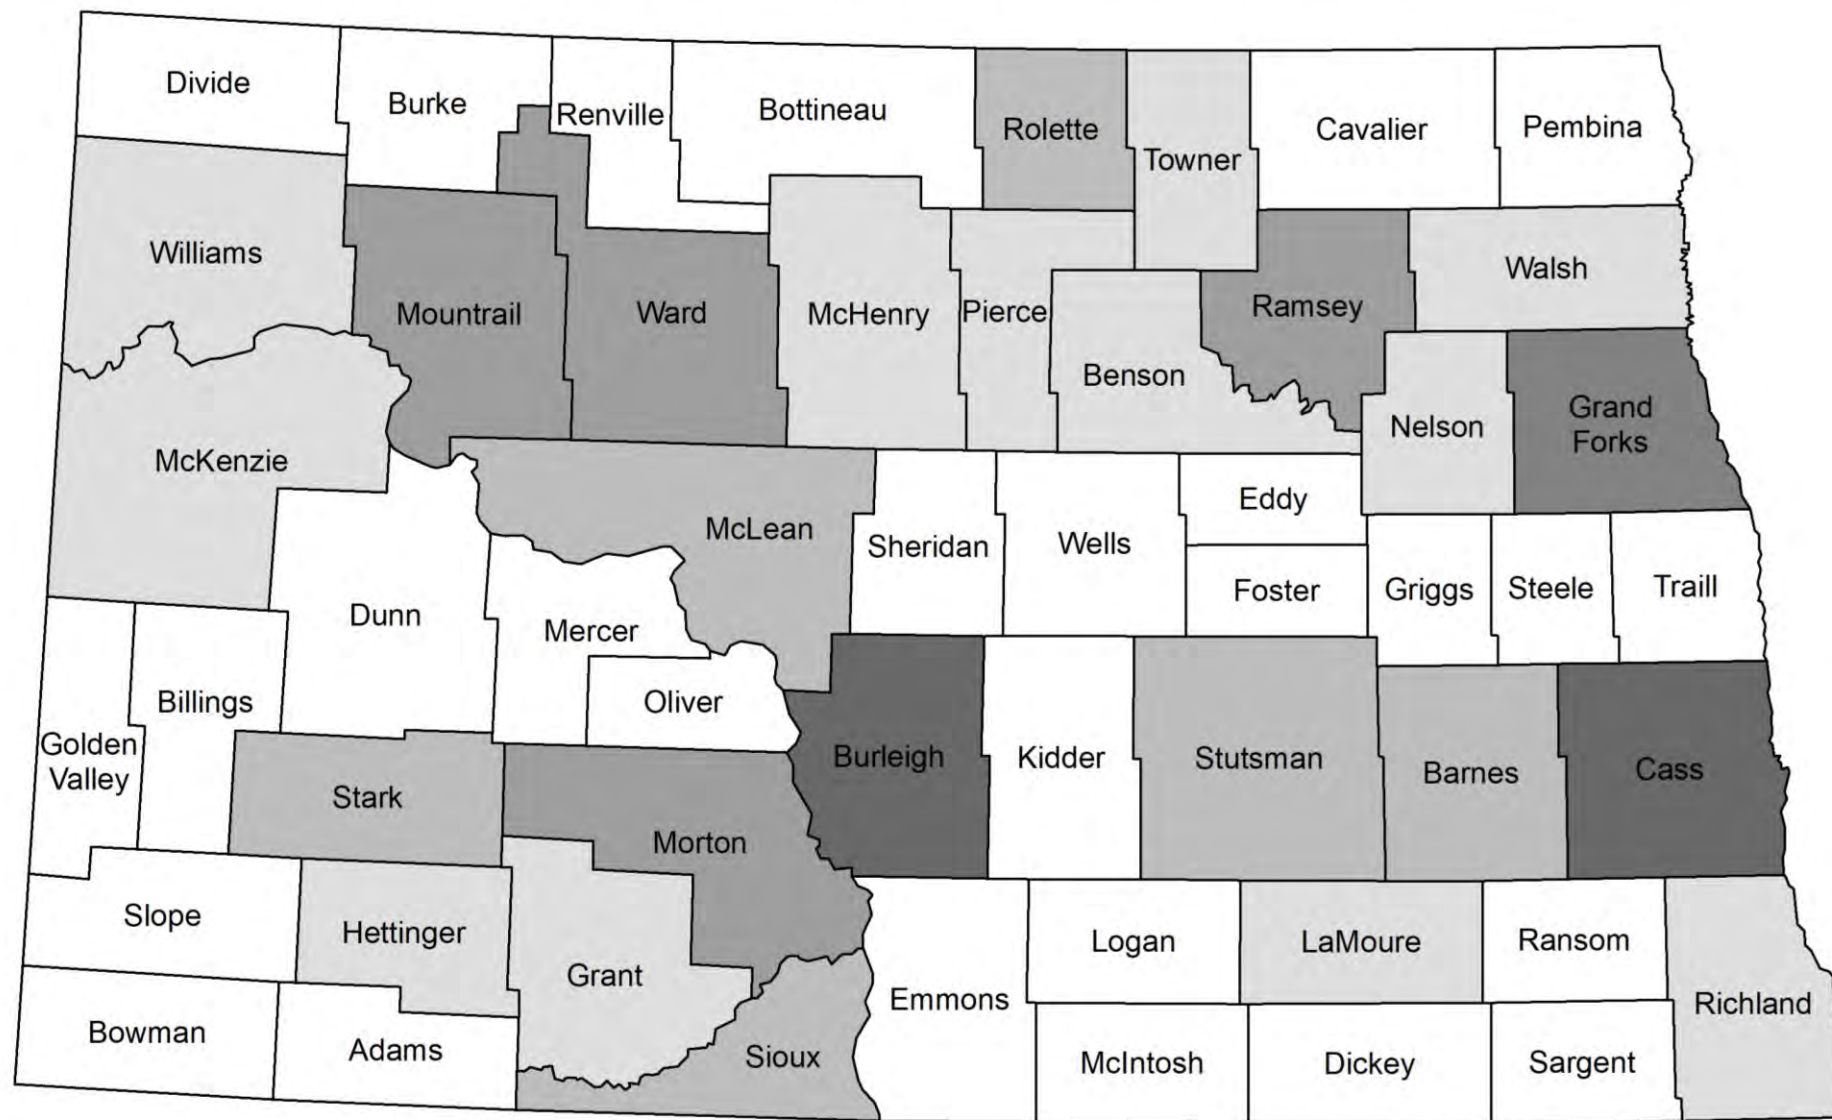 Divide
Burke
Renville
Bottineau
Rolette
Towner
Cavalier
Pembina
Williams
Mountrail
Ward
McHenry
Pierce
Benson
Ramsey
Walsh
Nelson
Grand
Forks
McKenzie
McLean
Sheridan
Wells
Eddy
Foster
Griggs
Steele
Traill
Dunn
Mercer
Oliver
Billings
Golden
Valley
Stark
Morton
Burleigh
Kidder
Stutsman
Barnes
Cass
Slope
Hettinger
Grant
Emmons
Logan
LaMoure
Ransom
Richland
Bowman
Adams
Sioux
McIntosh
Dickey
Sargent